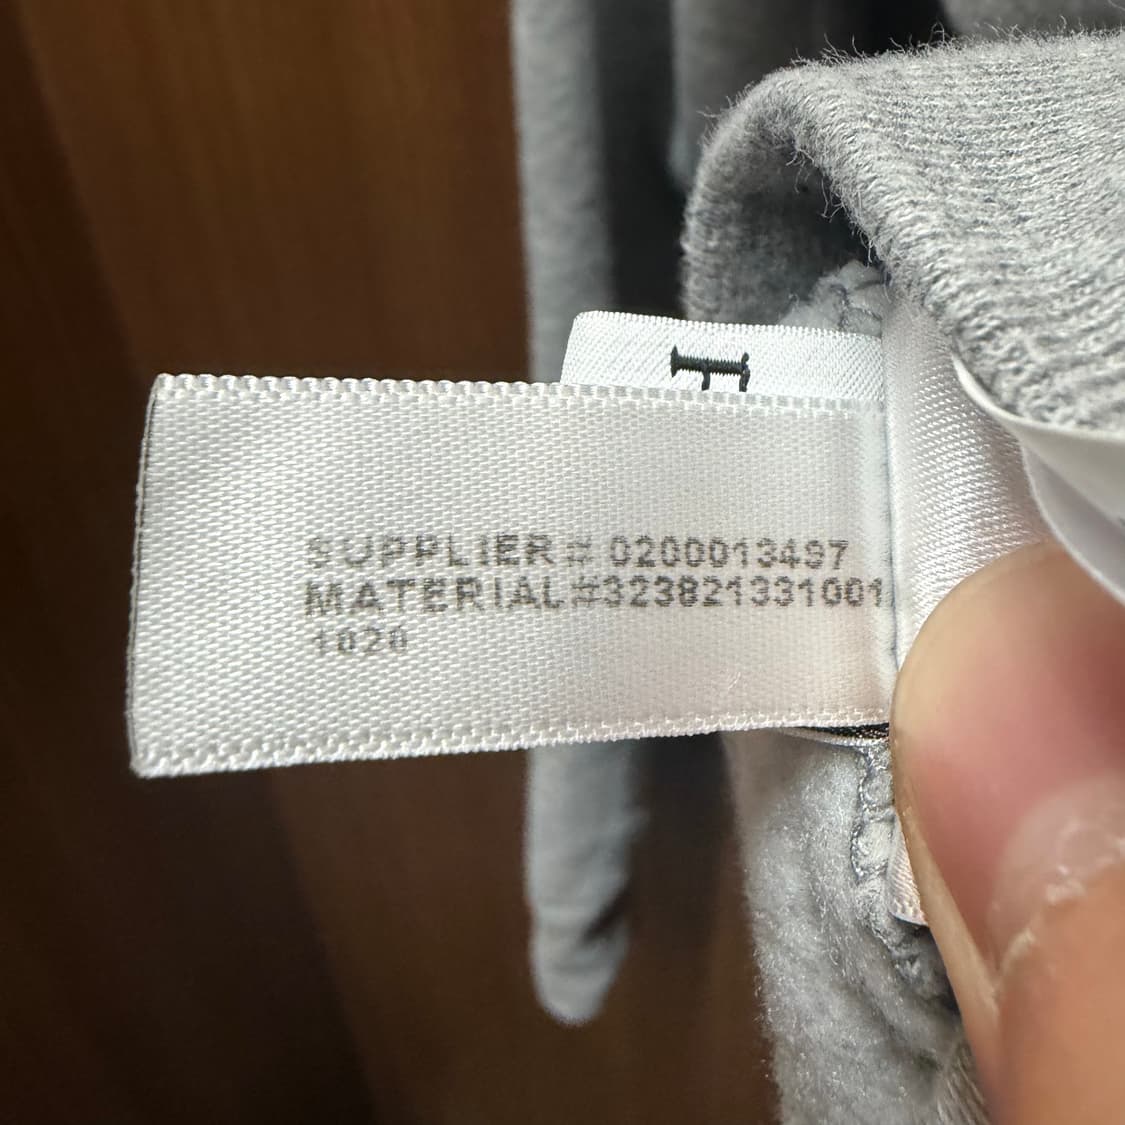 H
SUPPLIER# 0200013497
MATERIAL#323821331001
1020